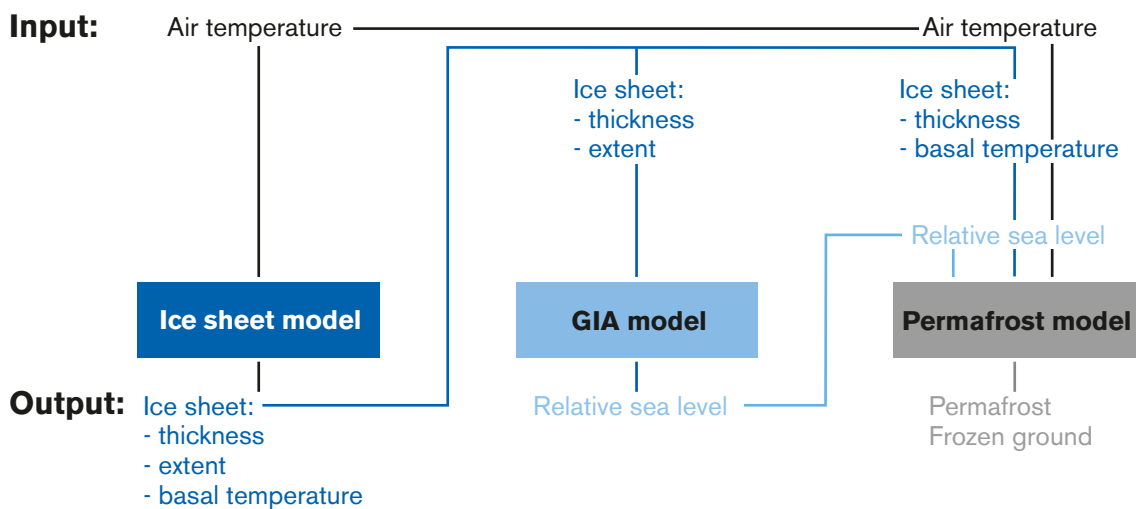 Input:
Air temperature
Air temperature
Ice sheet:
- thickness
- extent
Ice sheet:
- thickness
- basal temperature
Relative sea level
Ice sheet model
GIA model
Permafrost model
Output:
Ice sheet:
- thickness
- extent
- basal temperature
Relative sea level
Permafrost
Frozen ground